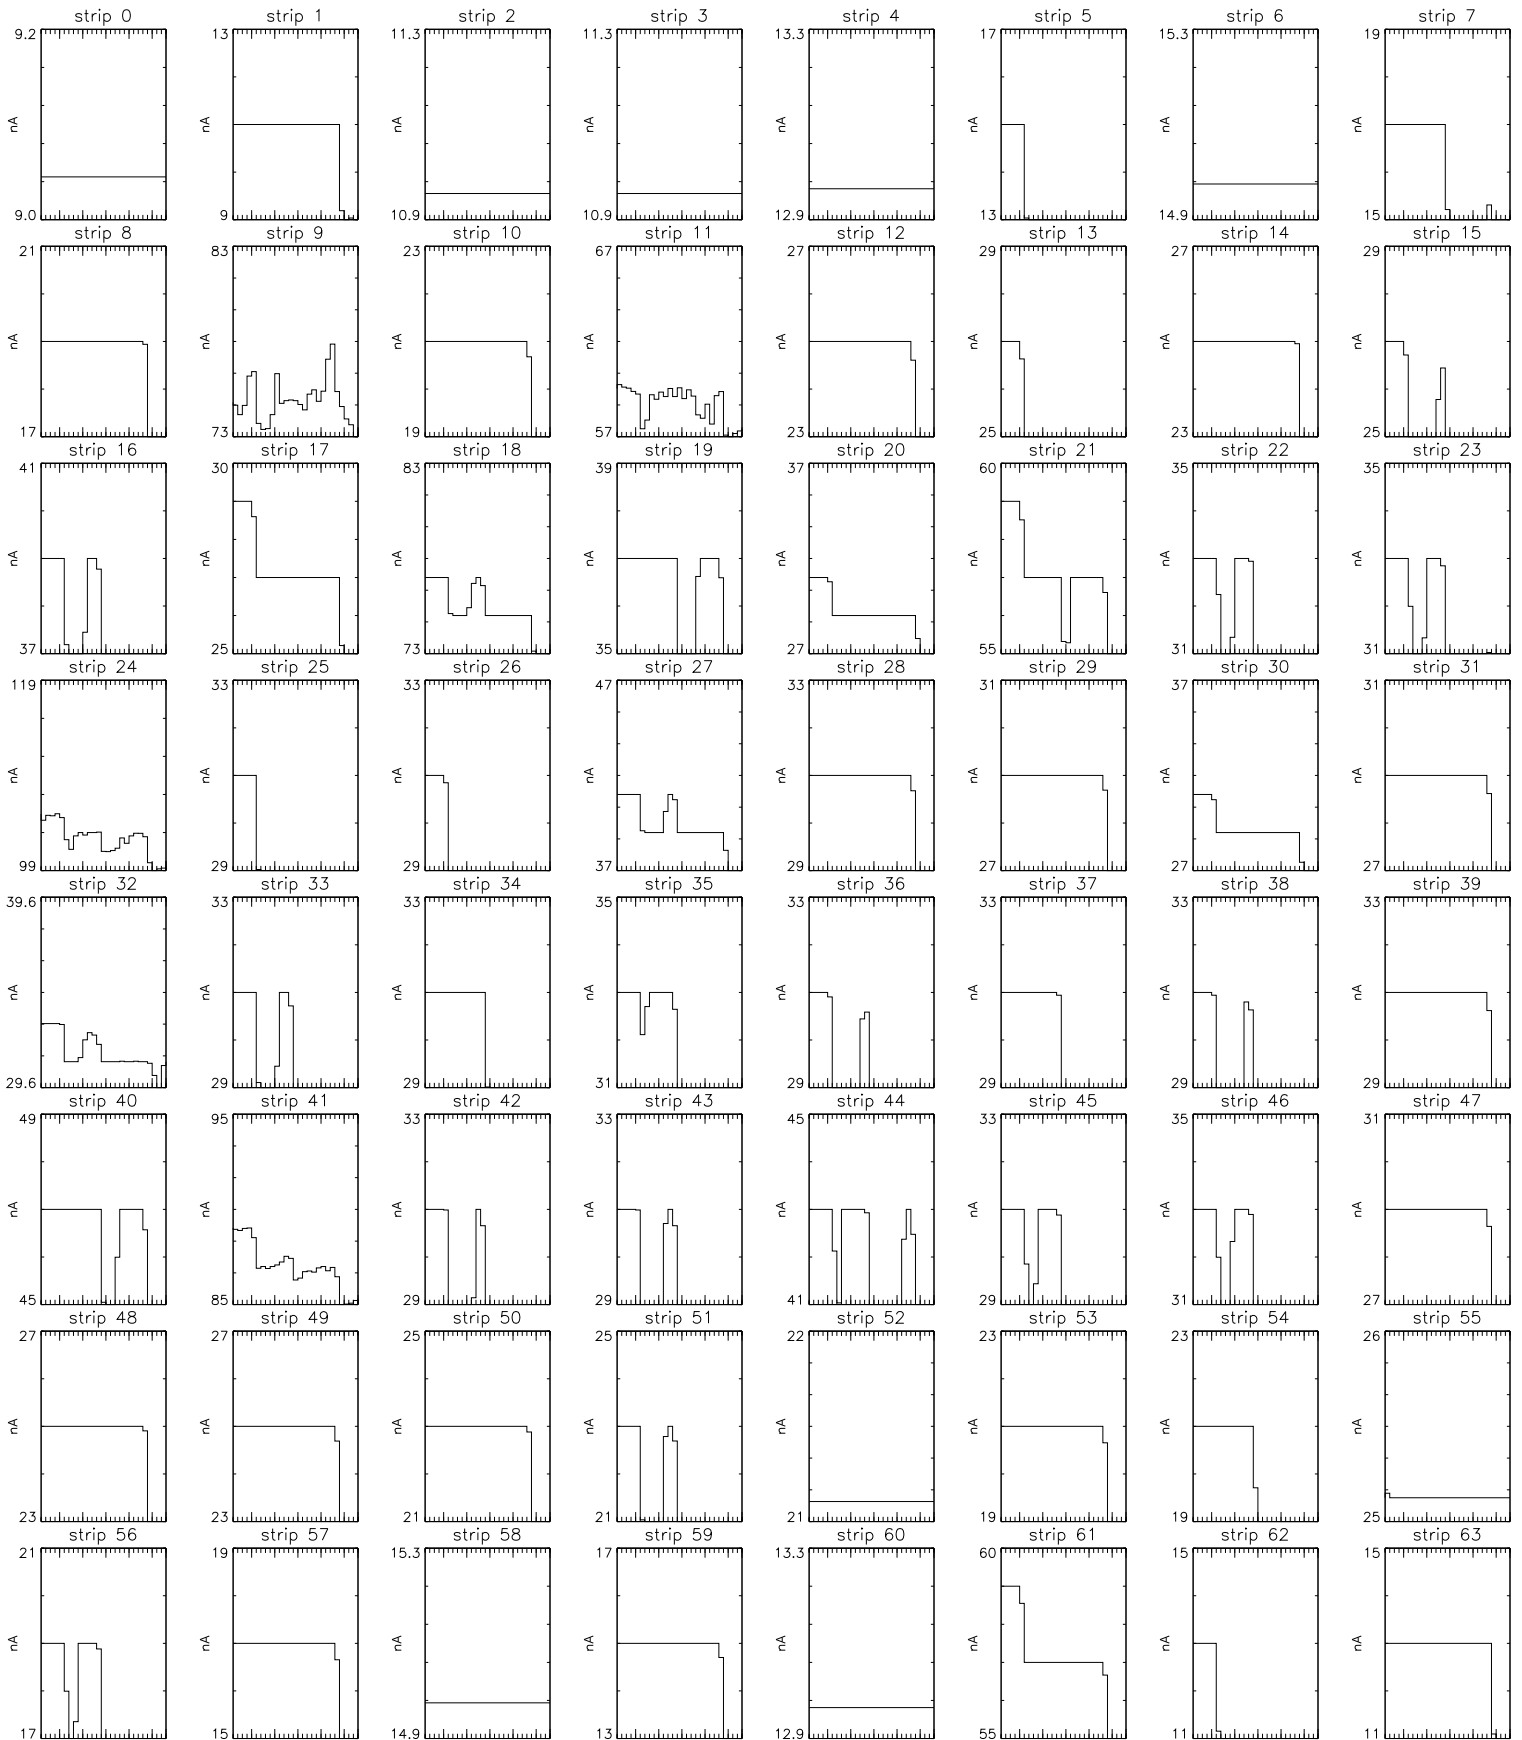 strip 0 strip 1 strip 2 strip 3 strip 4 strip 5 strip 6 strip 7
9.2 13 11.3 11.3 13.3 17 15.3 19
nA nA nA nA nA nA nA nA
9.0 9 10.9 10.9 12.9 13 14.9 15
strip 8 strip 9 strip 10 strip 11 strip 12 strip 13 strip 14 strip 15
21 83 23 67 27 29 27 29
nA nA nA nA nA nA nA nA
17 73 19 57 23 25 23 25
strip 16 strip 17 strip 18 strip 19 strip 20 strip 21 strip 22 strip 23
41 30 83 39 37 60 35 35
nA nA nA nA nA nA nA nA
37 25 73 35 27 55 31 31
strip 24 strip 25 strip 26 strip 27 strip 28 strip 29 strip 30 strip 31
119 33 33 47 33 31 37 31
nA nA nA nA nA nA nA nA
99 29 29 37 29 27 27 27
strip 32 strip 33 strip 34 strip 35 strip 36 strip 37 strip 38 strip 39
39.6 33 33 35 33 33 33 33
nA nA nA nA nA nA nA nA
29.6 29 29 31 29 29 29 29
strip 40 strip 41 strip 42 strip 43 strip 44 strip 45 strip 46 strip 47
49 95 33 33 45 33 35 31
nA nA nA nA nA nA nA nA
45 85 29 29 41 29 31 27
strip 48 strip 49 strip 50 strip 51 strip 52 strip 53 strip 54 strip 55
27 27 25 25 22 23 23 26
nA nA nA nA nA nA nA nA
23 23 21 21 21 19 19 25
strip 56 strip 57 strip 58 strip 59 strip 60 strip 61 strip 62 strip 63
21 19 15.3 17 13.3 60 15 15
nA nA nA nA nA nA nA nA
17 15 14.9 13 12.9 55 11 11